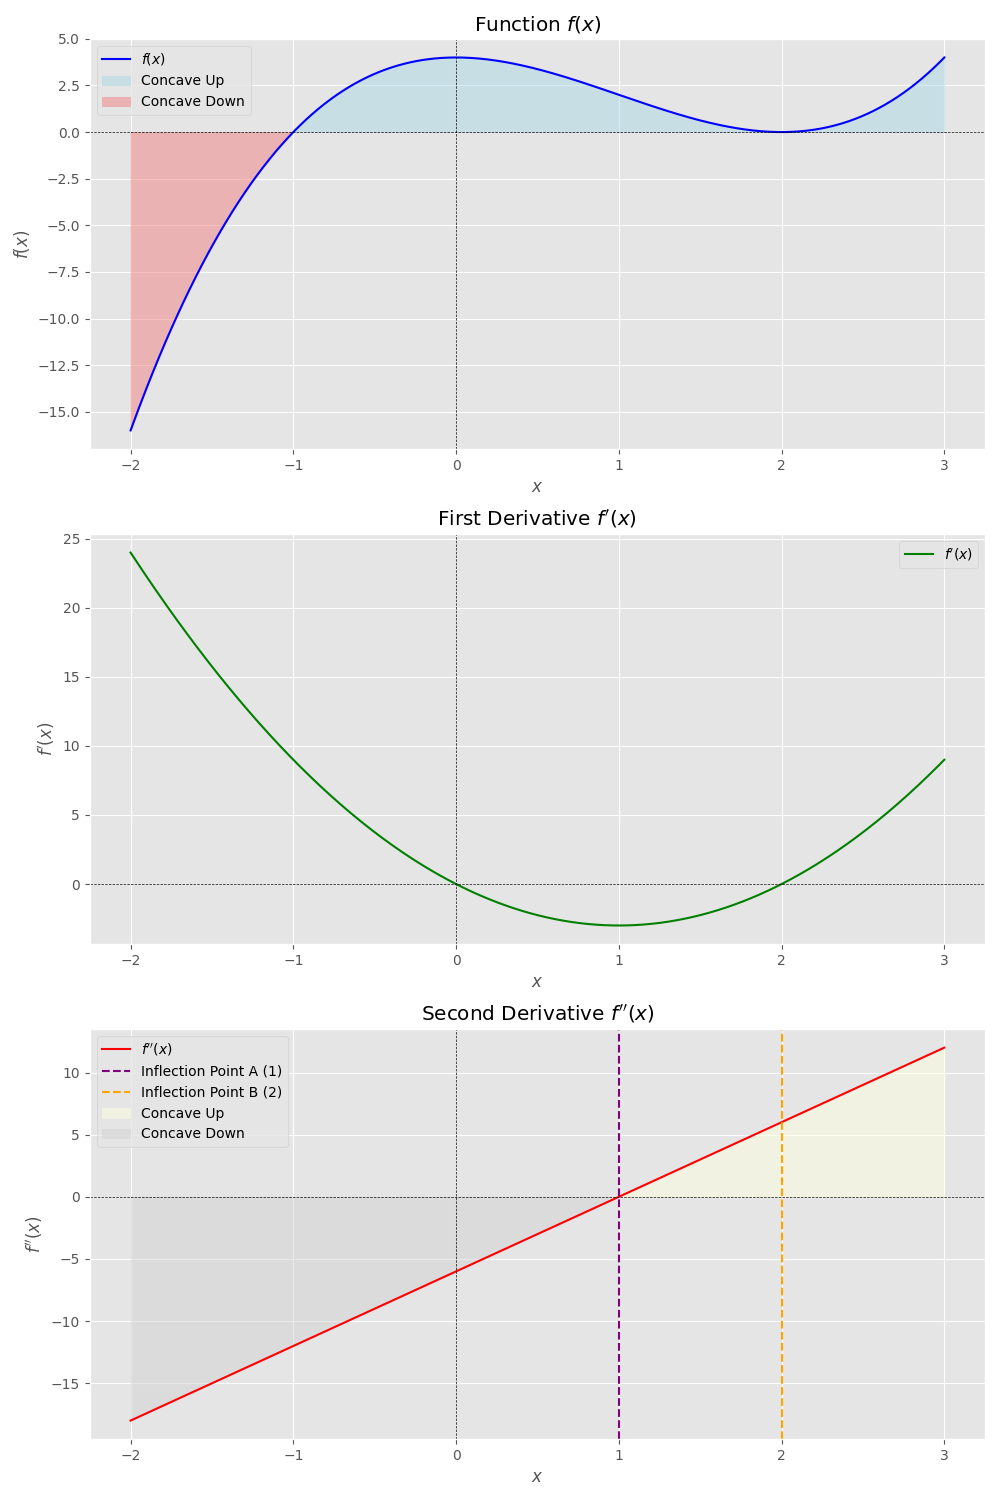 Function f(x)
f(x)
Concave Up
Concave Down
5.0
2.5
0.0
−2.5
−5.0
−7.5
−10.0
−12.5
−15.0
f(x)
−2 −1 0 1 2 3
x
First Derivative f′(x)
f′(x)
25
20
15
10
5
0
f′(x)
−2 −1 0 1 2 3
x
Second Derivative f′′(x)
f′′(x)
Inflection Point A (1)
Inflection Point B (2)
Concave Up
Concave Down
10
5
0
−5
−10
−15
f′′(x)
−2 −1 0 1 2 3
x